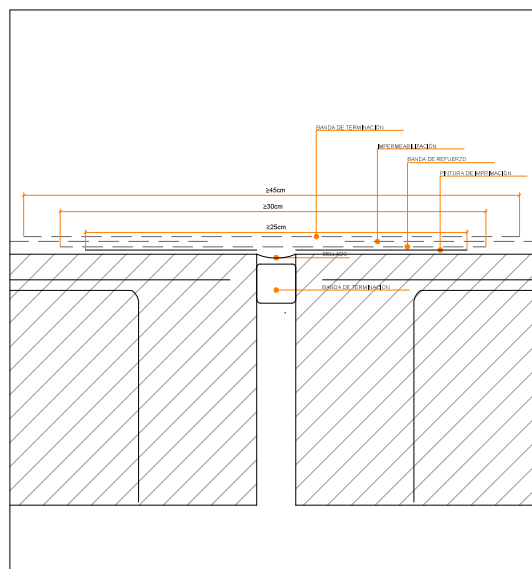 BANDA DE TERMINACIÓN
IMPERMEABILIZACIÓN
BANDA DE REFUERZO
PINTURA DE IMPRIMACIÓN
≥45cm
≥30cm
≥25cm
SELLADO
BANDA DE TERMINACIÓN